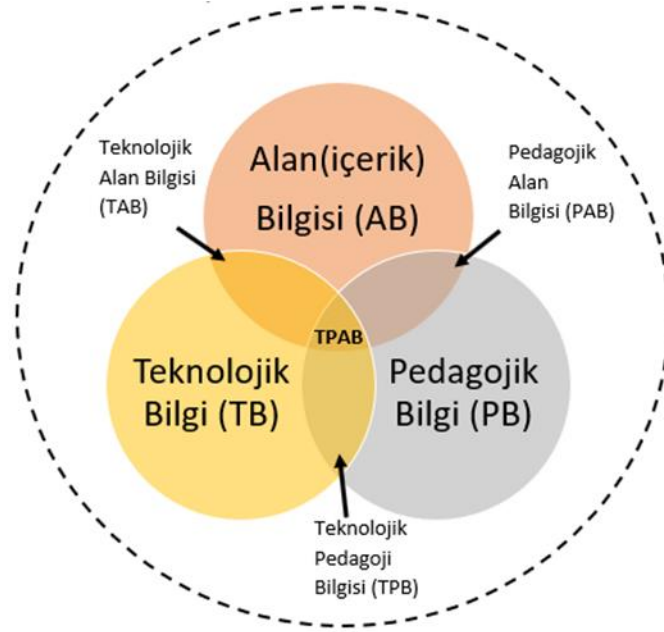 Teknolojik
Alan Bilgisi
(TAB)
Alan(içerik)
Bilgisi (AB)
Pedagojik
Alan
Bilgisi (PAB)
TPAB
Teknolojik
Bilgi (TB)
Pedagojik
Bilgi (PB)
Teknolojik
Pedagoji
Bilgisi (TPB)